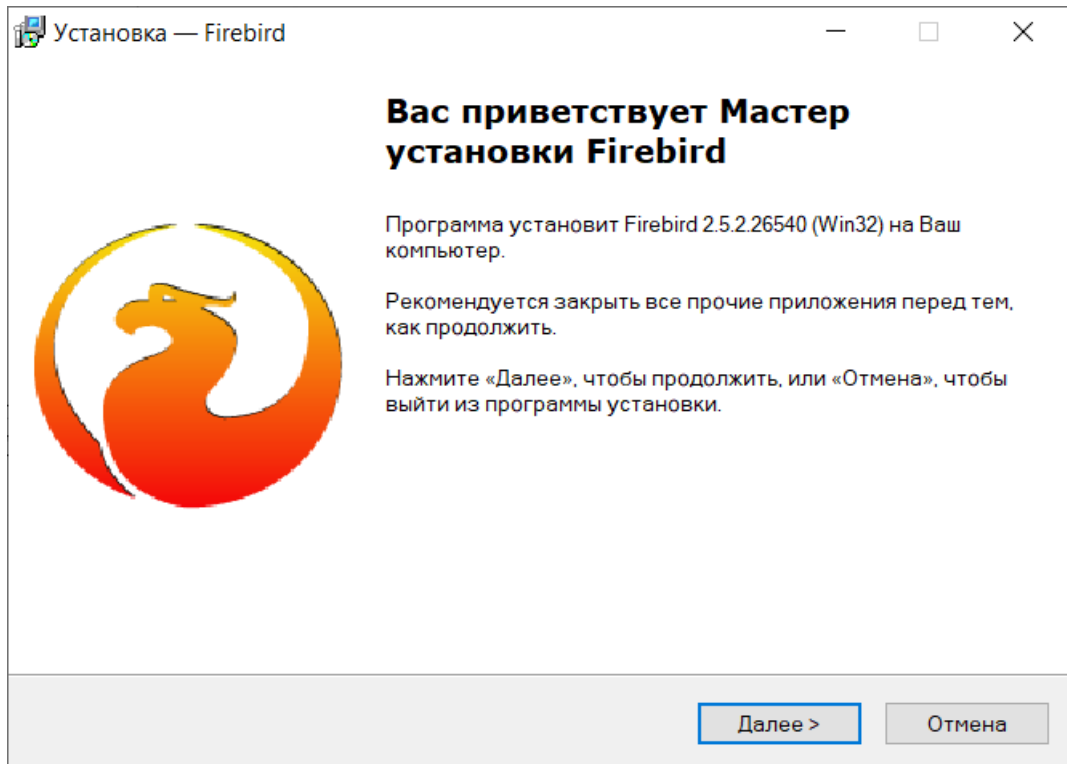 Установка — Firebird
Вас приветствует Мастер
установки Firebird
Программа установит Firebird 2.5.2.26540 (Win32) на Ваш
компьютер.
Рекомендуется закрыть все прочие приложения перед тем,
как продолжить.
Нажмите «Далее», чтобы продолжить, или «Отмена», чтобы
выйти из программы установки.
Далее >
Отмена